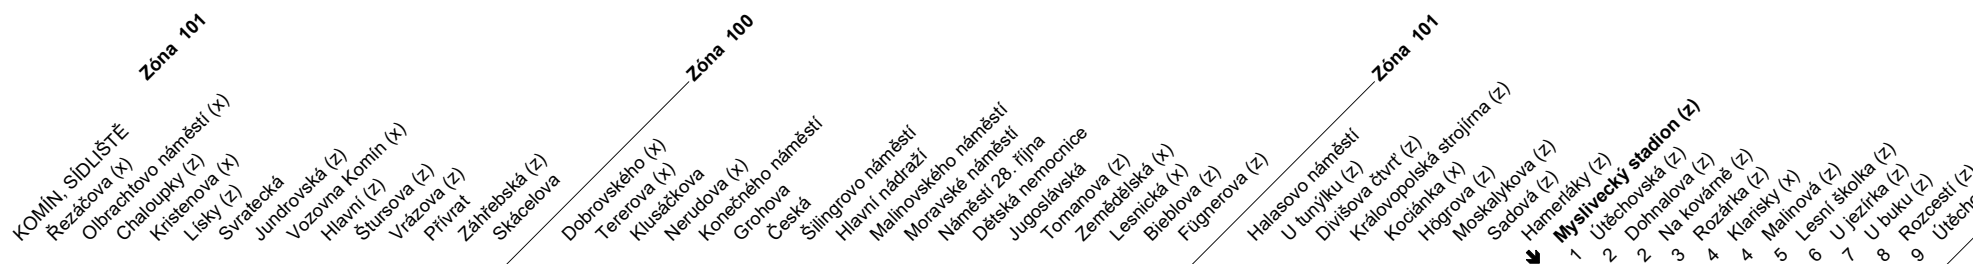 Zóna 101
KOMÍN, SÍDLIŠTĚ
Řezáčova (x)
Olbrachtovo náměstí (x)
Chaloupky (z)
Kristenova (x)
Lísky (z)
Svratecká
Jundrovská (z)
Vozovna Komín (x)
Hlavní (z)
Štursova (z)
Vrázova (z)
Přívrat
Záhřebská (z)
Skácelova
Zóna 100
Dobrovského (x)
Tererova (x)
Klusáčkova
Nerudova (x)
Konečného náměstí
Grohova
Česká
Šilingrovo náměstí
Hlavní nádraží
Malinovského náměstí
Moravské náměstí
Náměstí 28. října
Dětská nemocnice
Jugoslávská
Tomanova (z)
Zemědělská (x)
Lesnická (x)
Bieblova (z)
Fügnerova (z)
Zóna 101
Halasovo náměstí
U tunýlku (z)
Divišova čtvrť (z)
Královopolská strojírna (z)
Kociánka (x)
Högrova (z)
Moskalykova (z)
Sadová (z)
Hamerláky (z)
Myslivecký stadion (z)
1 Útěchovská (z)
2 Dohnalova (z)
2 Na kovárně (z)
3 Rozárka (z)
4 Klarisky (x)
4 Malinová (z)
5 Lesní školka (z)
6 U jezírka (z)
7 U buku (z)
8 Rozcestí (z)
9